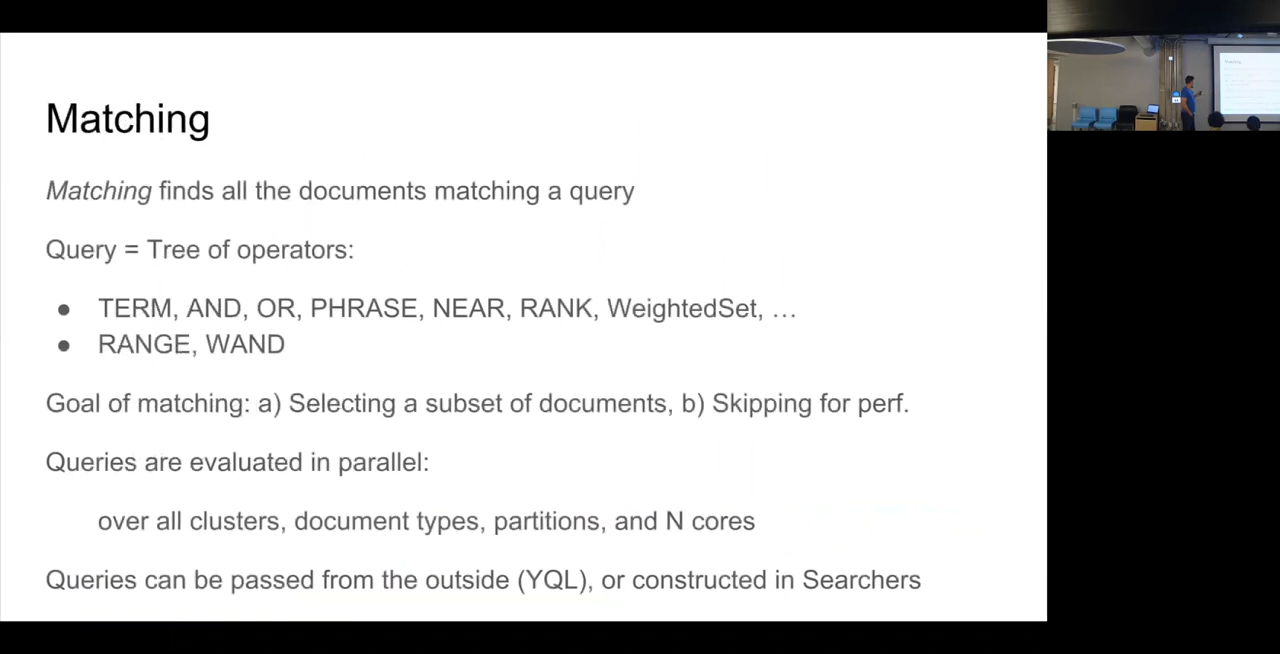 Matching
Matching finds all the documents matching a query
Query = Tree of operators:
● TERM, AND, OR, PHRASE, NEAR, RANK, WeightedSet, …
● RANGE, WAND
Goal of matching: a) Selecting a subset of documents, b) Skipping for perf.
Queries are evaluated in parallel:
over all clusters, document types, partitions, and N cores
Queries can be passed from the outside (YQL), or constructed in Searchers